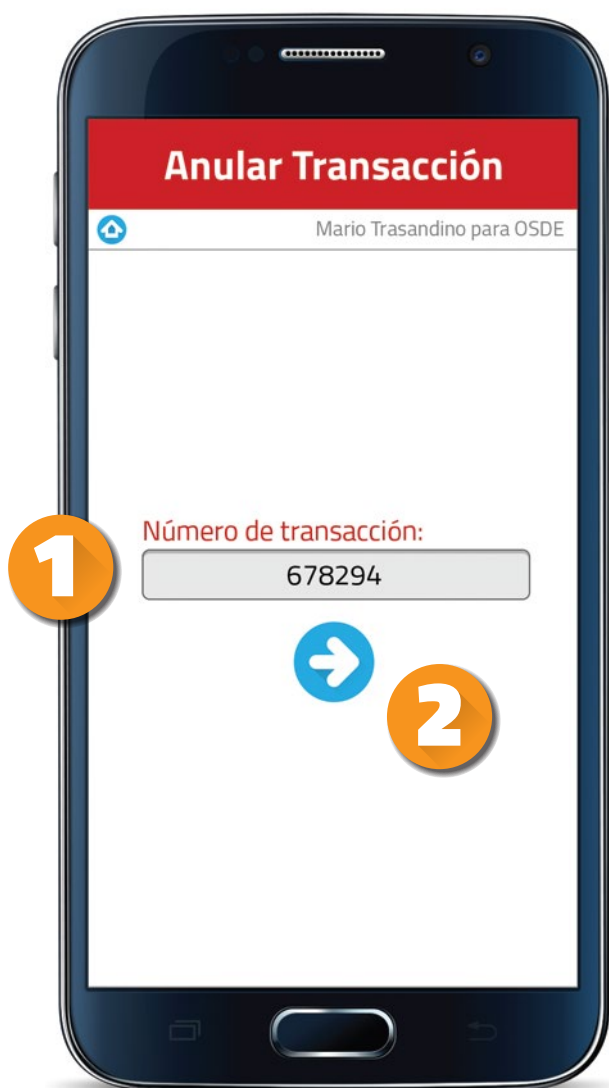 Anular Transacción
Mario Trasandino para OSDE
1
Número de transacción:
678294
2